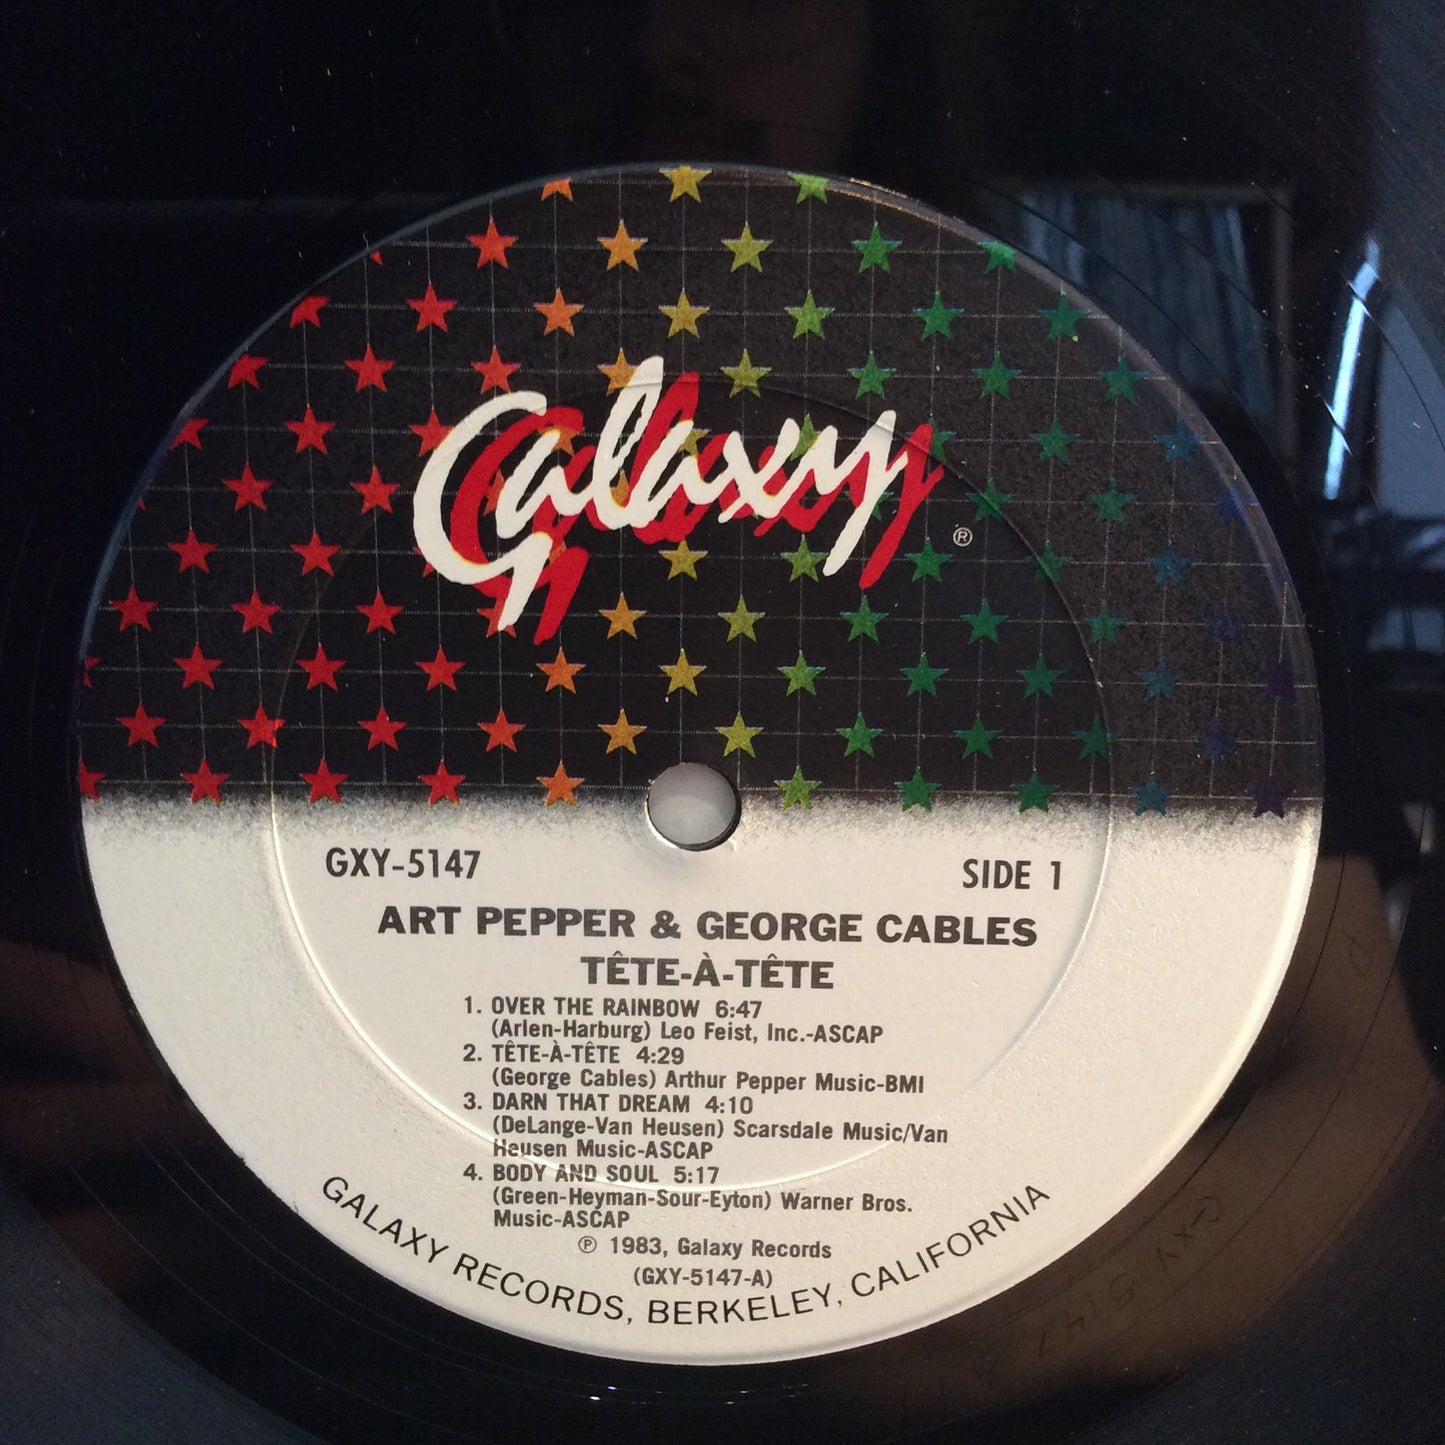 Galaxy
®
GXY-5147
SIDE 1
ART PEPPER & GEORGE CABLES
TÊTE-À-TÊTE
1. OVER THE RAINBOW 6:47
(Arlen-Harburg) Leo Feist, Inc.-ASCAP
2. TÊTE-À-TÊTE 4:29
(George Cables) Arthur Pepper Music-BMI
3. DARN THAT DREAM 4:10
(DeLange-Van Heusen) Scarsdale Music/Van
Heusen Music-ASCAP
4. BODY AND SOUL 5:17
(Green-Heyman-Sour-Eyton) Warner Bros.
Music-ASCAP
℗ 1983, Galaxy Records
(GXY-5147-A)
GALAXY RECORDS, BERKELEY, CALIFORNIA